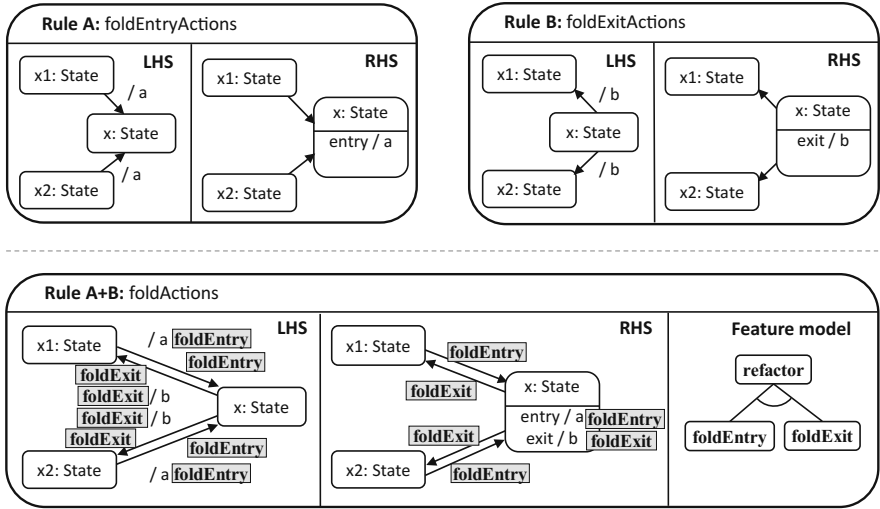 Rule A: foldEntryActions
LHS
x1: State
/ a
x: State
/ a
x2: State
RHS
x1: State
x: State
entry / a
x2: State
Rule B: foldExitActions
LHS
x1: State
/ b
x: State
/ b
x2: State
RHS
x1: State
x: State
exit / b
x2: State
Rule A+B: foldActions
LHS
x1: State
/ a foldEntry
foldEntry
foldExit
foldExit / b
x: State
foldExit / b
foldExit
foldEntry
x2: State
/ a foldEntry
RHS
x1: State
foldEntry
foldExit
x: State
entry / a foldEntry
exit / b foldExit
foldExit
x2: State
foldEntry
Feature model
refactor
foldEntry foldExit